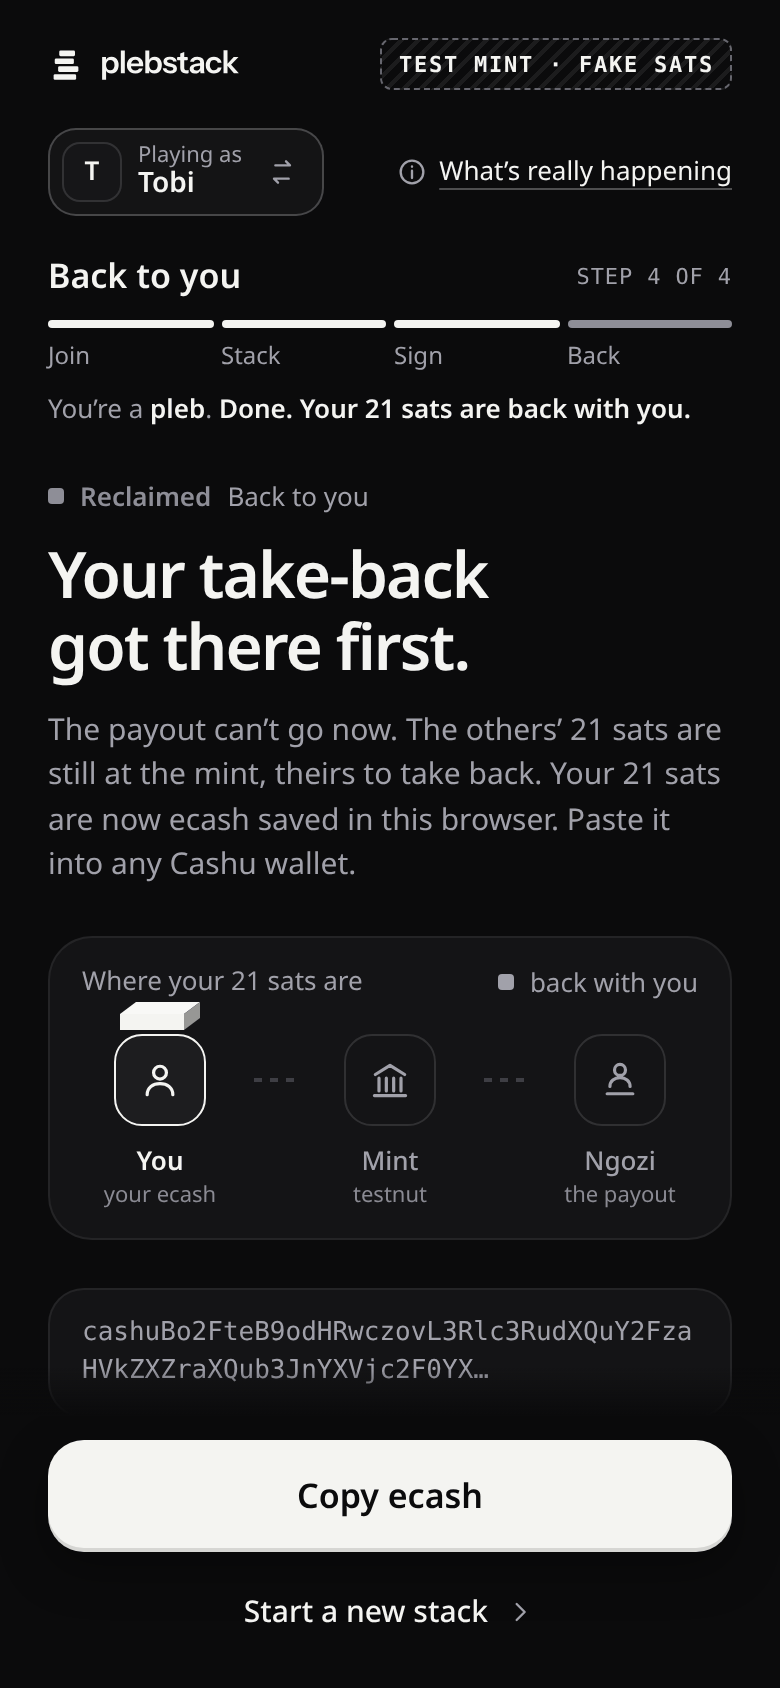 plebstack
TEST MINT · FAKE SATS
T
Playing as
Tobi
What’s really happening
Back to you
STEP 4 OF 4
Join
Stack
Sign
Back
You’re a pleb. Done. Your 21 sats are back with you.
Reclaimed Back to you
Your take-back
got there first.
The payout can’t go now. The others’ 21 sats are
still at the mint, theirs to take back. Your 21 sats
are now ecash saved in this browser. Paste it
into any Cashu wallet.
Where your 21 sats are
back with you
You
your ecash
Mint
testnut
Ngozi
the payout
cashuBo2FteB9odHRwczovL3Rlc3RudXQuY2Fza
HVkZXZraXQub3JnYXVjc2F0YX…
Copy ecash
Start a new stack